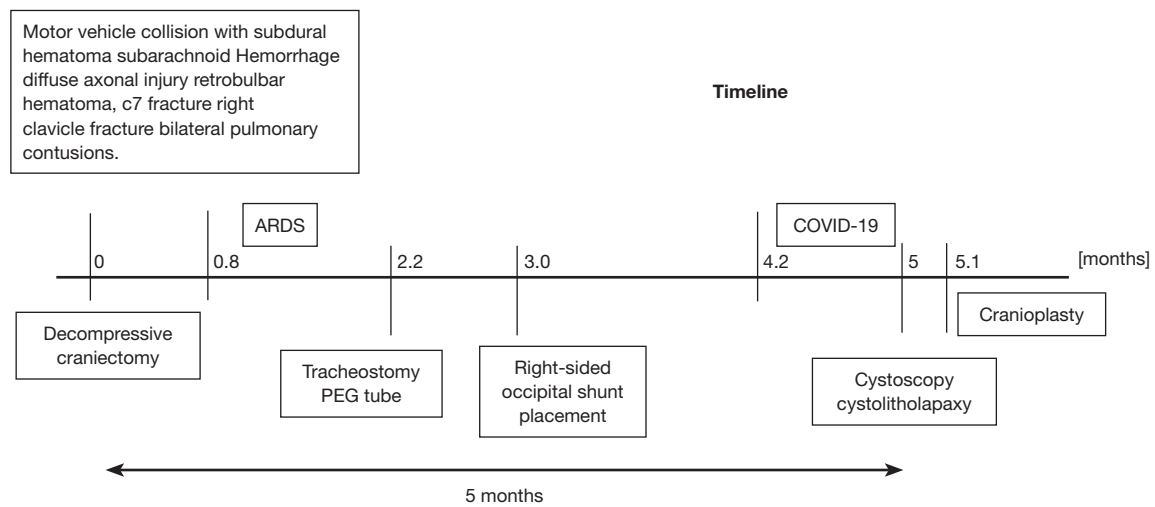 Motor vehicle collision with subdural
hematoma subarachnoid Hemorrhage
diffuse axonal injury retrobulbar
hematoma, c7 fracture right
clavicle fracture bilateral pulmonary
contusions.
Timeline
ARDS
COVID-19
0
0.8
2.2
3.0
4.2
5
5.1
[months]
Decompressive
craniectomy
Tracheostomy
PEG tube
Right-sided
occipital shunt
placement
Cystoscopy
cystolitholapaxy
Cranioplasty
5 months